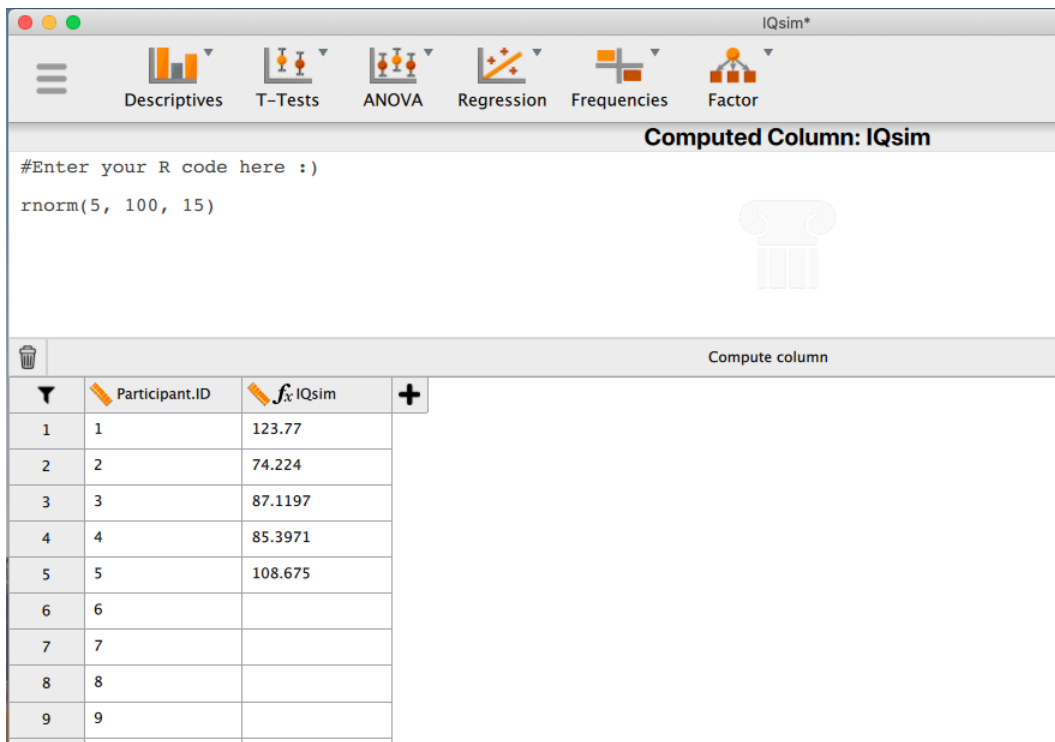 IQsim*
Descriptives T-Tests ANOVA Regression Frequencies Factor
Computed Column: IQsim
#Enter your R code here :)
rnorm(5, 100, 15)
Compute column
Participant.ID fx IQsim
1 1 123.77
2 2 74.224
3 3 87.1197
4 4 85.3971
5 5 108.675
6 6
7 7
8 8
9 9